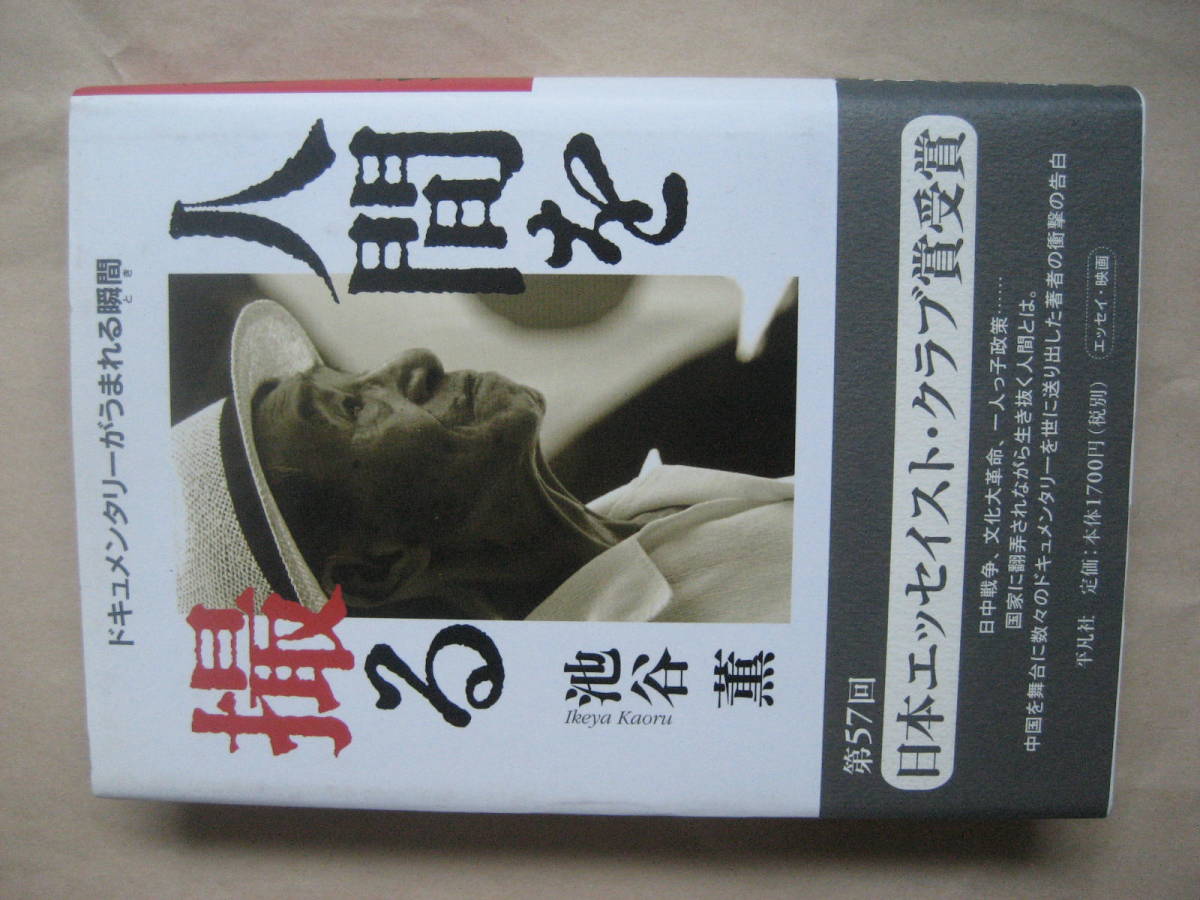 ドキュメンタリーがうまれる瞬間
とき
人間を
撮る
池谷 薫
Ikeya Kaoru
第57回
日本エッセイスト・クラブ賞受賞
日中戦争、文化大革命、一人っ子政策……
国家に翻弄されながら生き抜く人間とは。
中国を舞台に数々のドキュメンタリーを世に送り出した著者の衝撃の告白
平凡社 定価：本体1700円（税別） エッセイ・映画